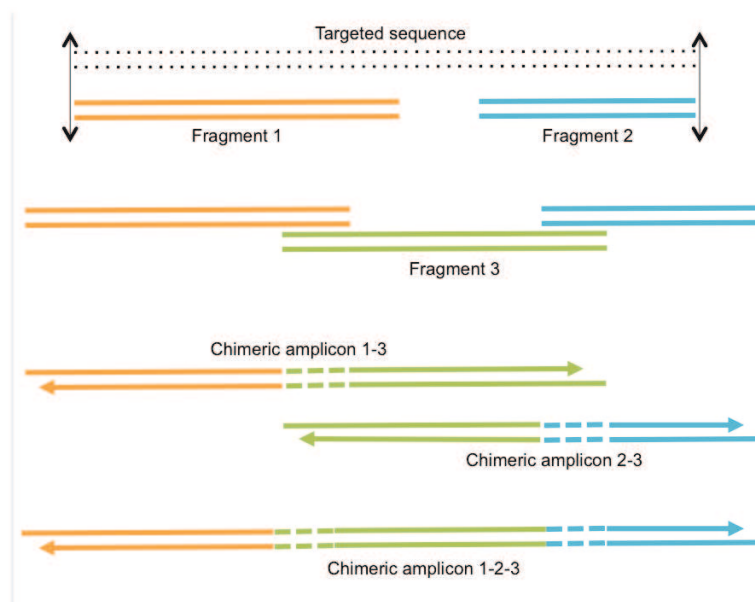 Targeted sequence
Fragment 1
Fragment 2
Fragment 3
Chimeric amplicon 1-3
Chimeric amplicon 2-3
Chimeric amplicon 1-2-3